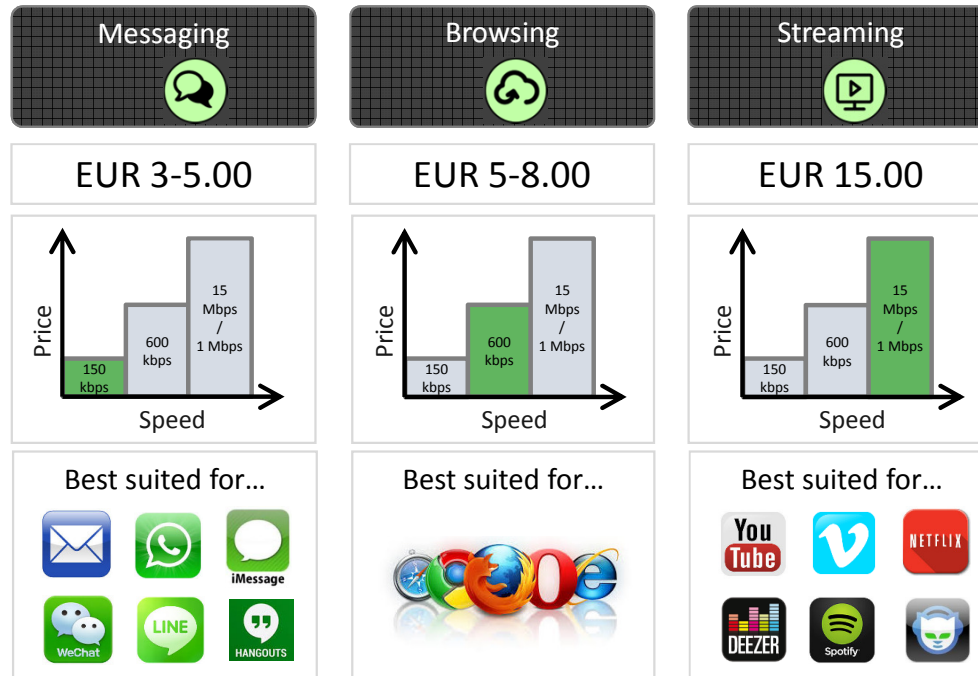 Messaging
Browsing
Streaming
EUR 3-5.00
EUR 5-8.00
EUR 15.00
Price
150
kbps
600
kbps
15
Mbps
/
1 Mbps
Speed
Price
150
kbps
600
kbps
15
Mbps
/
1 Mbps
Speed
Price
150
kbps
600
kbps
15
Mbps
/
1 Mbps
Speed
Best suited for...
iMessage
WeChat
LINE
HANGOUTS
Best suited for...
Best suited for...
You
Tube
NETFLIX
DEEZER
Spotify